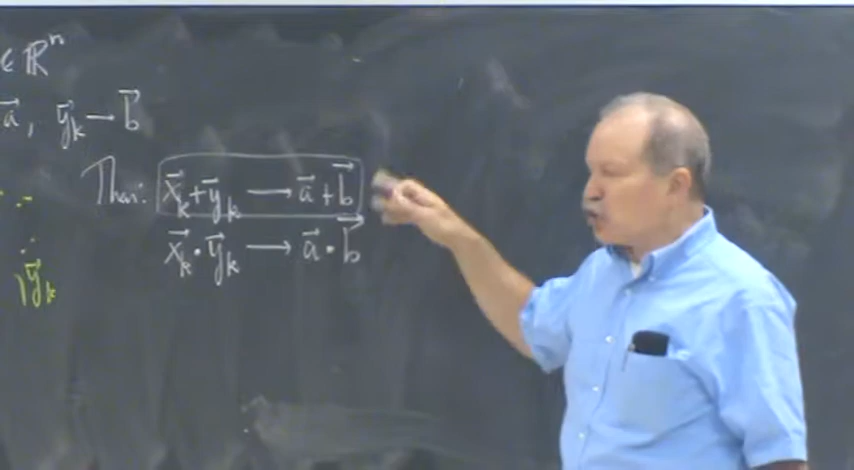 ∈ ℝⁿ
a⃗, y⃗ₖ → b⃗
Then: x⃗ₖ + y⃗ₖ → a⃗ + b⃗
x⃗ₖ · y⃗ₖ → a⃗ · b⃗
y⃗ₖ